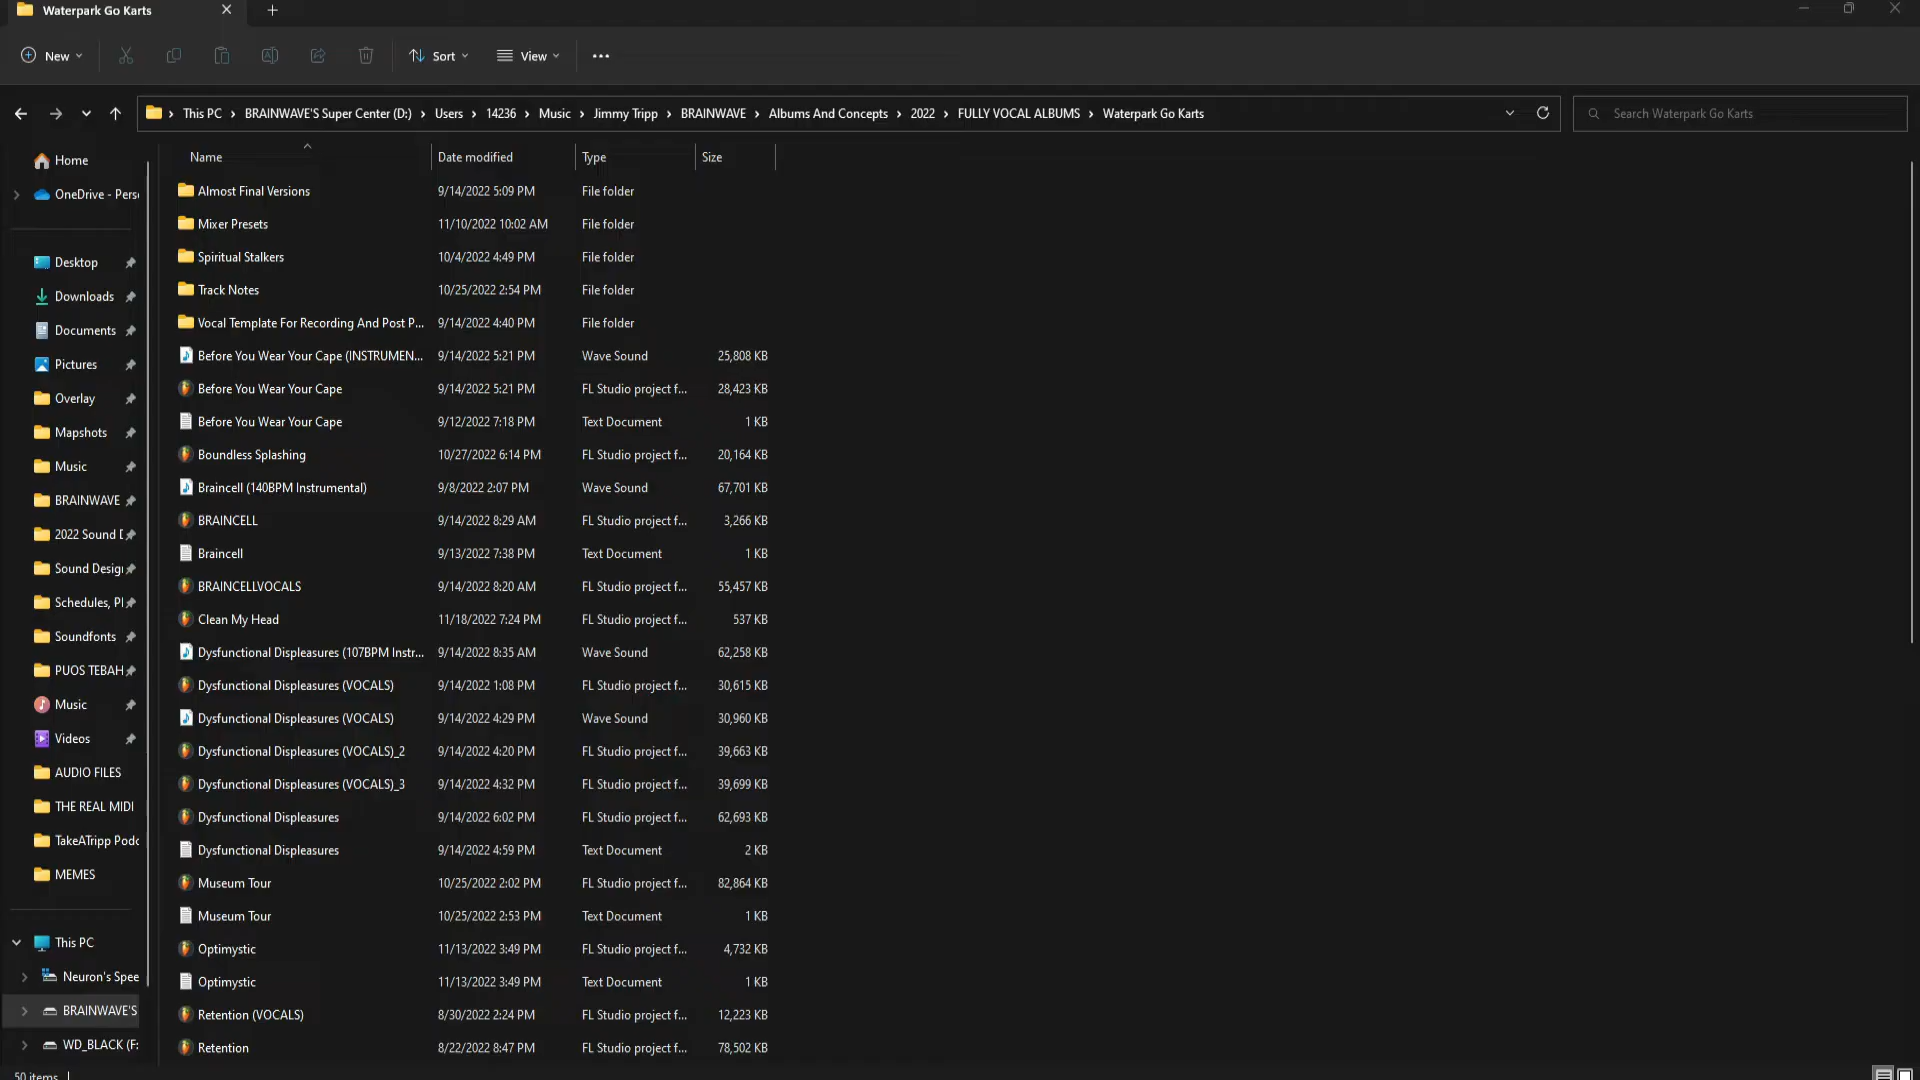 Waterpark Go Karts
New
Sort
View
This PC > BRAINWAVE'S Super Center (D:) > Users > 14236 > Music > Jimmy Tripp > BRAINWAVE > Albums And Concepts > 2022 > FULLY VOCAL ALBUMS > Waterpark Go Karts
Search Waterpark Go Karts
Home
OneDrive - Pers
Desktop
Downloads
Documents
Pictures
Overlay
Mapshots
Music
BRAINWAVE
2022 Sound D
Sound Desig
Schedules, Pl
Soundfonts
PUOS TEBAH
Music
Videos
AUDIO FILES
THE REAL MIDI
TakeATripp Podc
MEMES
This PC
Neuron's Spee
BRAINWAVE'S
WD_BLACK (F:
Name Date modified Type Size
Almost Final Versions 9/14/2022 5:09 PM File folder
Mixer Presets 11/10/2022 10:02 AM File folder
Spiritual Stalkers 10/4/2022 4:49 PM File folder
Track Notes 10/25/2022 2:54 PM File folder
Vocal Template For Recording And Post P... 9/14/2022 4:40 PM File folder
Before You Wear Your Cape (INSTRUMEN... 9/14/2022 5:21 PM Wave Sound 25,808 KB
Before You Wear Your Cape 9/14/2022 5:21 PM FL Studio project f... 28,423 KB
Before You Wear Your Cape 9/12/2022 7:18 PM Text Document 1 KB
Boundless Splashing 10/27/2022 6:14 PM FL Studio project f... 20,164 KB
Braincell (140BPM Instrumental) 9/8/2022 2:07 PM Wave Sound 67,701 KB
BRAINCELL 9/14/2022 8:29 AM FL Studio project f... 3,266 KB
Braincell 9/13/2022 7:38 PM Text Document 1 KB
BRAINCELLVOCALS 9/14/2022 8:20 AM FL Studio project f... 55,457 KB
Clean My Head 11/18/2022 7:24 PM FL Studio project f... 537 KB
Dysfunctional Displeasures (107BPM Instr... 9/14/2022 8:35 AM Wave Sound 62,258 KB
Dysfunctional Displeasures (VOCALS) 9/14/2022 1:08 PM FL Studio project f... 30,615 KB
Dysfunctional Displeasures (VOCALS) 9/14/2022 4:29 PM Wave Sound 30,960 KB
Dysfunctional Displeasures (VOCALS)_2 9/14/2022 4:20 PM FL Studio project f... 39,663 KB
Dysfunctional Displeasures (VOCALS)_3 9/14/2022 4:32 PM FL Studio project f... 39,699 KB
Dysfunctional Displeasures 9/14/2022 6:02 PM FL Studio project f... 62,693 KB
Dysfunctional Displeasures 9/14/2022 4:59 PM Text Document 2 KB
Museum Tour 10/25/2022 2:02 PM FL Studio project f... 82,864 KB
Museum Tour 10/25/2022 2:53 PM Text Document 1 KB
Optimystic 11/13/2022 3:49 PM FL Studio project f... 4,732 KB
Optimystic 11/13/2022 3:49 PM Text Document 1 KB
Retention (VOCALS) 8/30/2022 2:24 PM FL Studio project f... 12,223 KB
Retention 8/22/2022 8:47 PM FL Studio project f... 78,502 KB
50 items